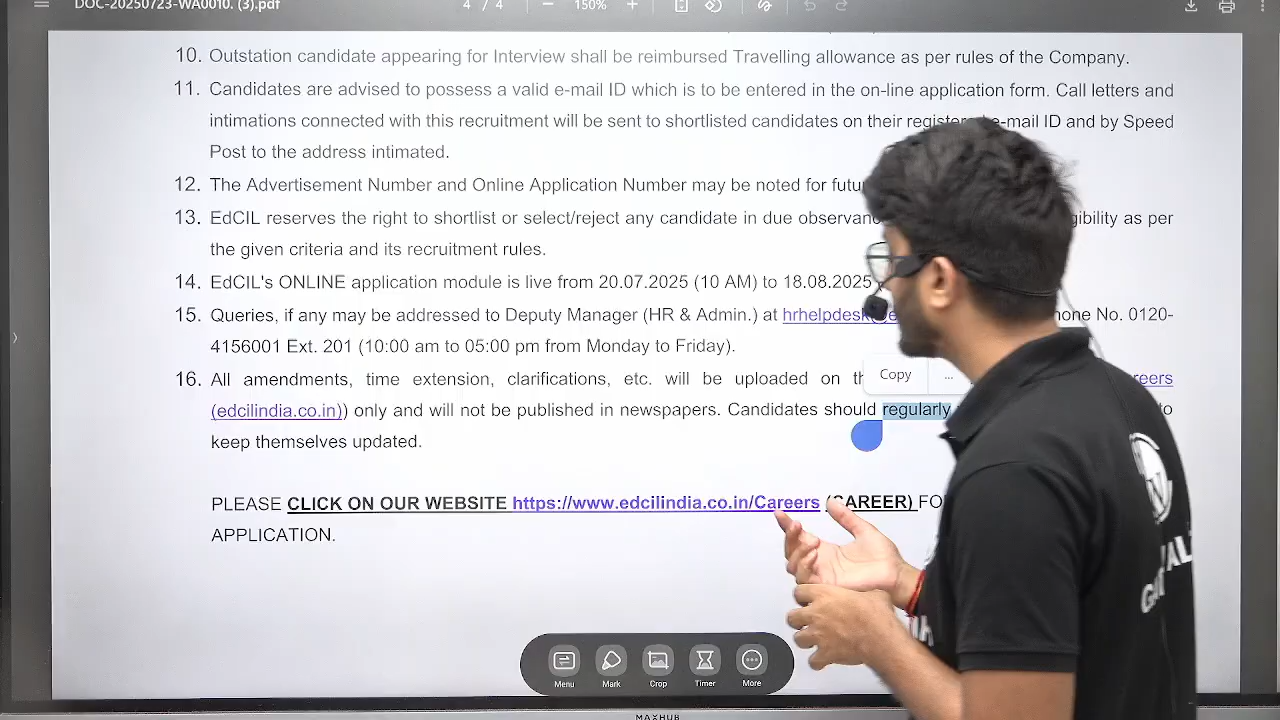 DOC-20250723-WA0010. (3).pdf 4 / 4 150%
10. Outstation candidate appearing for Interview shall be reimbursed Travelling allowance as per rules of the Company.
11. Candidates are advised to possess a valid e-mail ID which is to be entered in the on-line application form. Call letters and
intimations connected with this recruitment will be sent to shortlisted candidates on their registered e-mail ID and by Speed
Post to the address intimated.
12. The Advertisement Number and Online Application Number may be noted for
13. EdCIL reserves the right to shortlist or select/reject any candidate in due as per
the given criteria and its recruitment rules.
14. EdCIL's ONLINE application module is live from 20.07.2025 (10 AM) to 18.08.2025
15. Queries, if any may be addressed to Deputy Manager (HR & Admin.) at No. 0120-
4156001 Ext. 201 (10:00 am to 05:00 pm from Monday to Friday).
Copy ...
16. All amendments, time extension, clarifications, etc. will be uploaded on
(edcilindia.co.in)) only and will not be published in newspapers. Candidates should regularly to
keep themselves updated.
PLEASE CLICK ON OUR WEBSITE https://www.edcilindia.co.in/Careers (CAREER)
APPLICATION.
Menu Mark Crop Timer More
MAXHUB